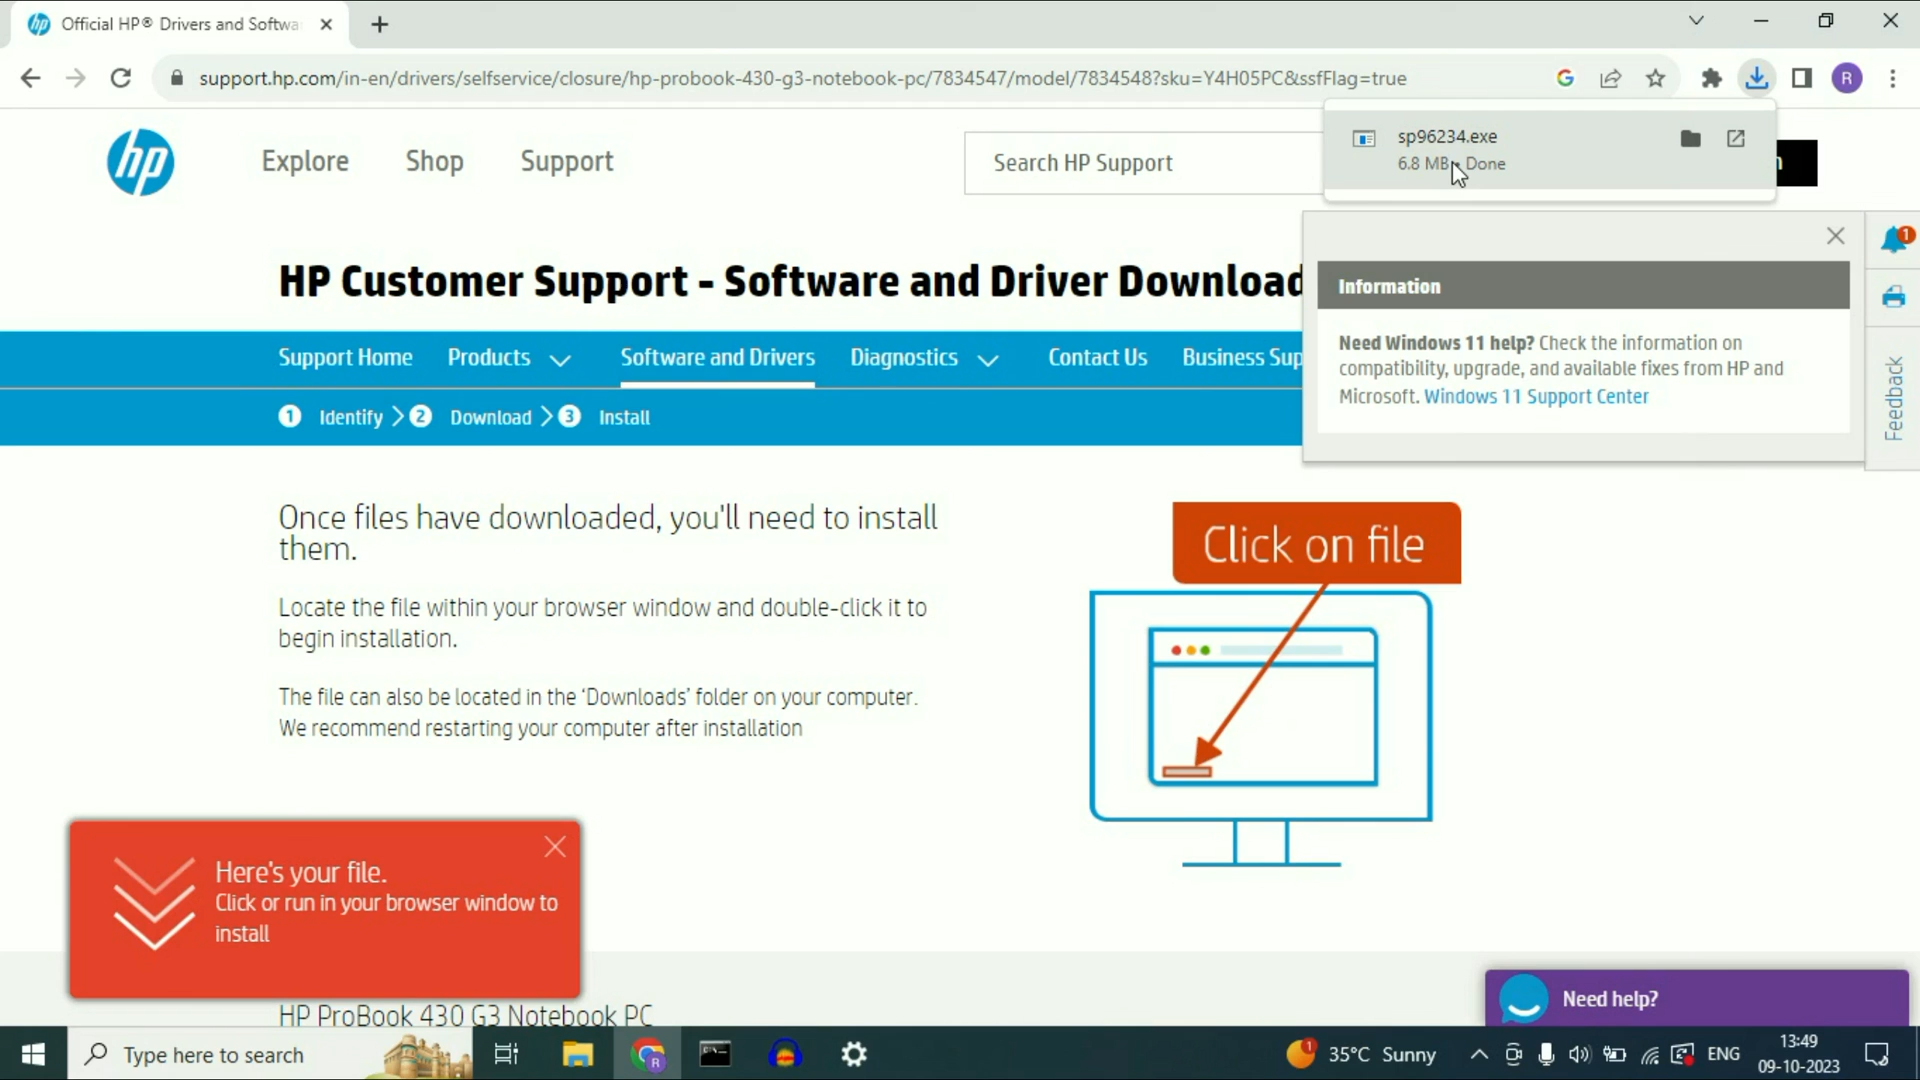 Official HP® Drivers and Softwa
support.hp.com/in-en/drivers/selfservice/closure/hp-probook-430-g3-notebook-pc/7834547/model/7834548?sku=Y4H05PC&ssfFlag=true
G
R
sp96234.exe
6.8 MB • Done
hp
Explore
Shop
Support
Search HP Support
1
HP Customer Support - Software and Driver Download
Information
Need Windows 11 help? Check the information on
compatibility, upgrade, and available fixes from HP and
Microsoft. Windows 11 Support Center
Feedback
Support Home
Products
Software and Drivers
Diagnostics
Contact Us
Business Sup
1 Identify
2 Download
3 Install
Once files have downloaded, you'll need to install
them.
Locate the file within your browser window and double-click it to
begin installation.
The file can also be located in the ‘Downloads’ folder on your computer.
We recommend restarting your computer after installation
Click on file
Here's your file.
Click or run in your browser window to
install
HP ProBook 430 G3 Notebook PC
Need help?
Type here to search
R
1
35°C Sunny
ENG
13:49
09-10-2023